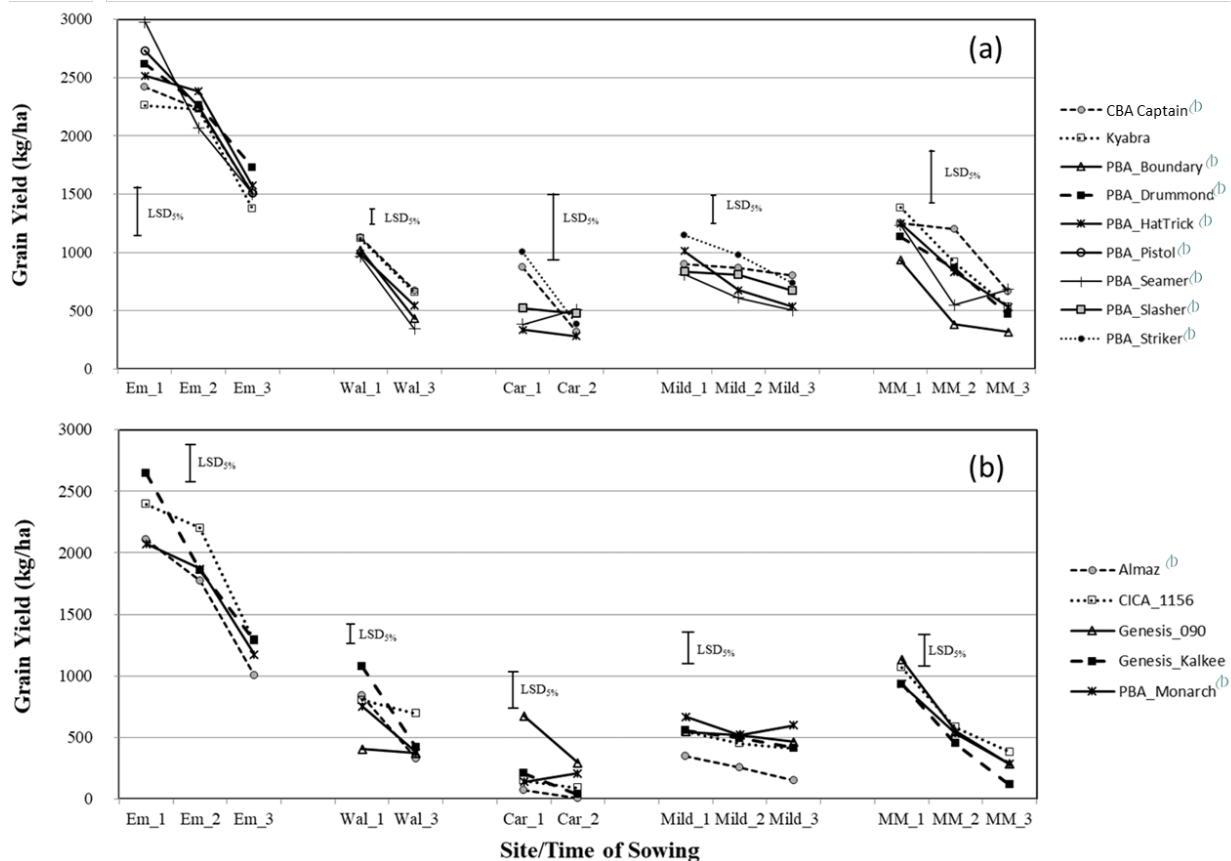 (a)
Grain Yield (kg/ha)
3000
2500
2000
1500
1000
500
0
LSD5%
LSD5%
LSD5%
LSD5%
LSD5%
Em_1 Em_2 Em_3 Wal_1 Wal_3 Car_1 Car_2 Mild_1 Mild_2 Mild_3 MM_1 MM_2 MM_3
CBA Captain
Kyabra
PBA_Boundary
PBA_Drummond
PBA_HatTrick
PBA_Pistol
PBA_Seamer
PBA_Slasher
PBA_Striker
(b)
Grain Yield (kg/ha)
3000
2500
2000
1500
1000
500
0
LSD5%
LSD5%
LSD5%
LSD5%
LSD5%
Em_1 Em_2 Em_3 Wal_1 Wal_3 Car_1 Car_2 Mild_1 Mild_2 Mild_3 MM_1 MM_2 MM_3
Site/Time of Sowing
Almaz
CICA_1156
Genesis_090
Genesis_Kalkee
PBA_Monarch